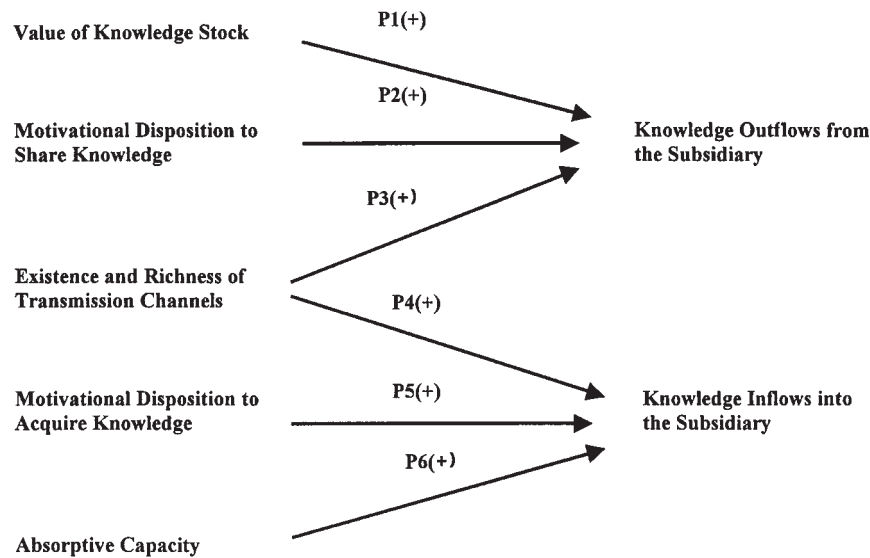 P1(+)
Value of Knowledge Stock
P2(+)
Motivational Disposition to
Share Knowledge
Knowledge Outflows from
the Subsidiary
P3(+)
Existence and Richness of
Transmission Channels
P4(+)
P5(+)
Motivational Disposition to
Acquire Knowledge
Knowledge Inflows into
the Subsidiary
P6(+)
Absorptive Capacity